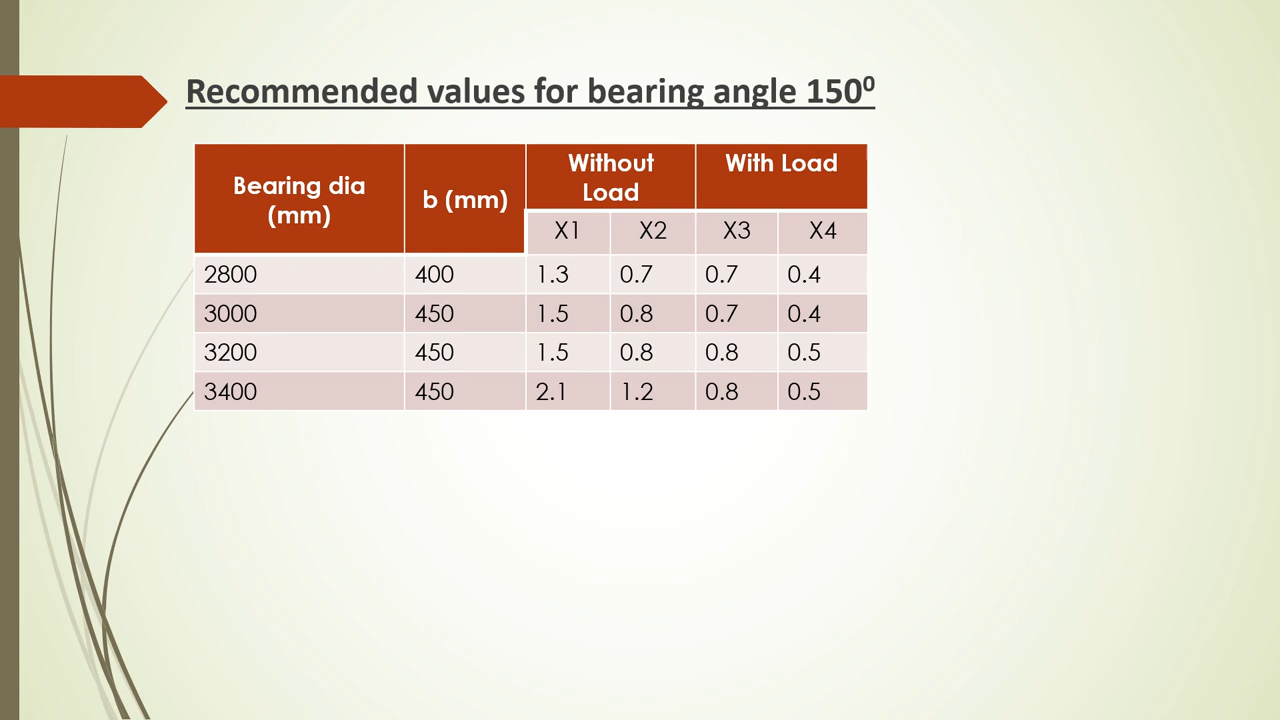 Recommended values for bearing angle 150⁰
Bearing dia (mm) b (mm) Without Load With Load
X1 X2 X3 X4
2800 400 1.3 0.7 0.7 0.4
3000 450 1.5 0.8 0.7 0.4
3200 450 1.5 0.8 0.8 0.5
3400 450 2.1 1.2 0.8 0.5